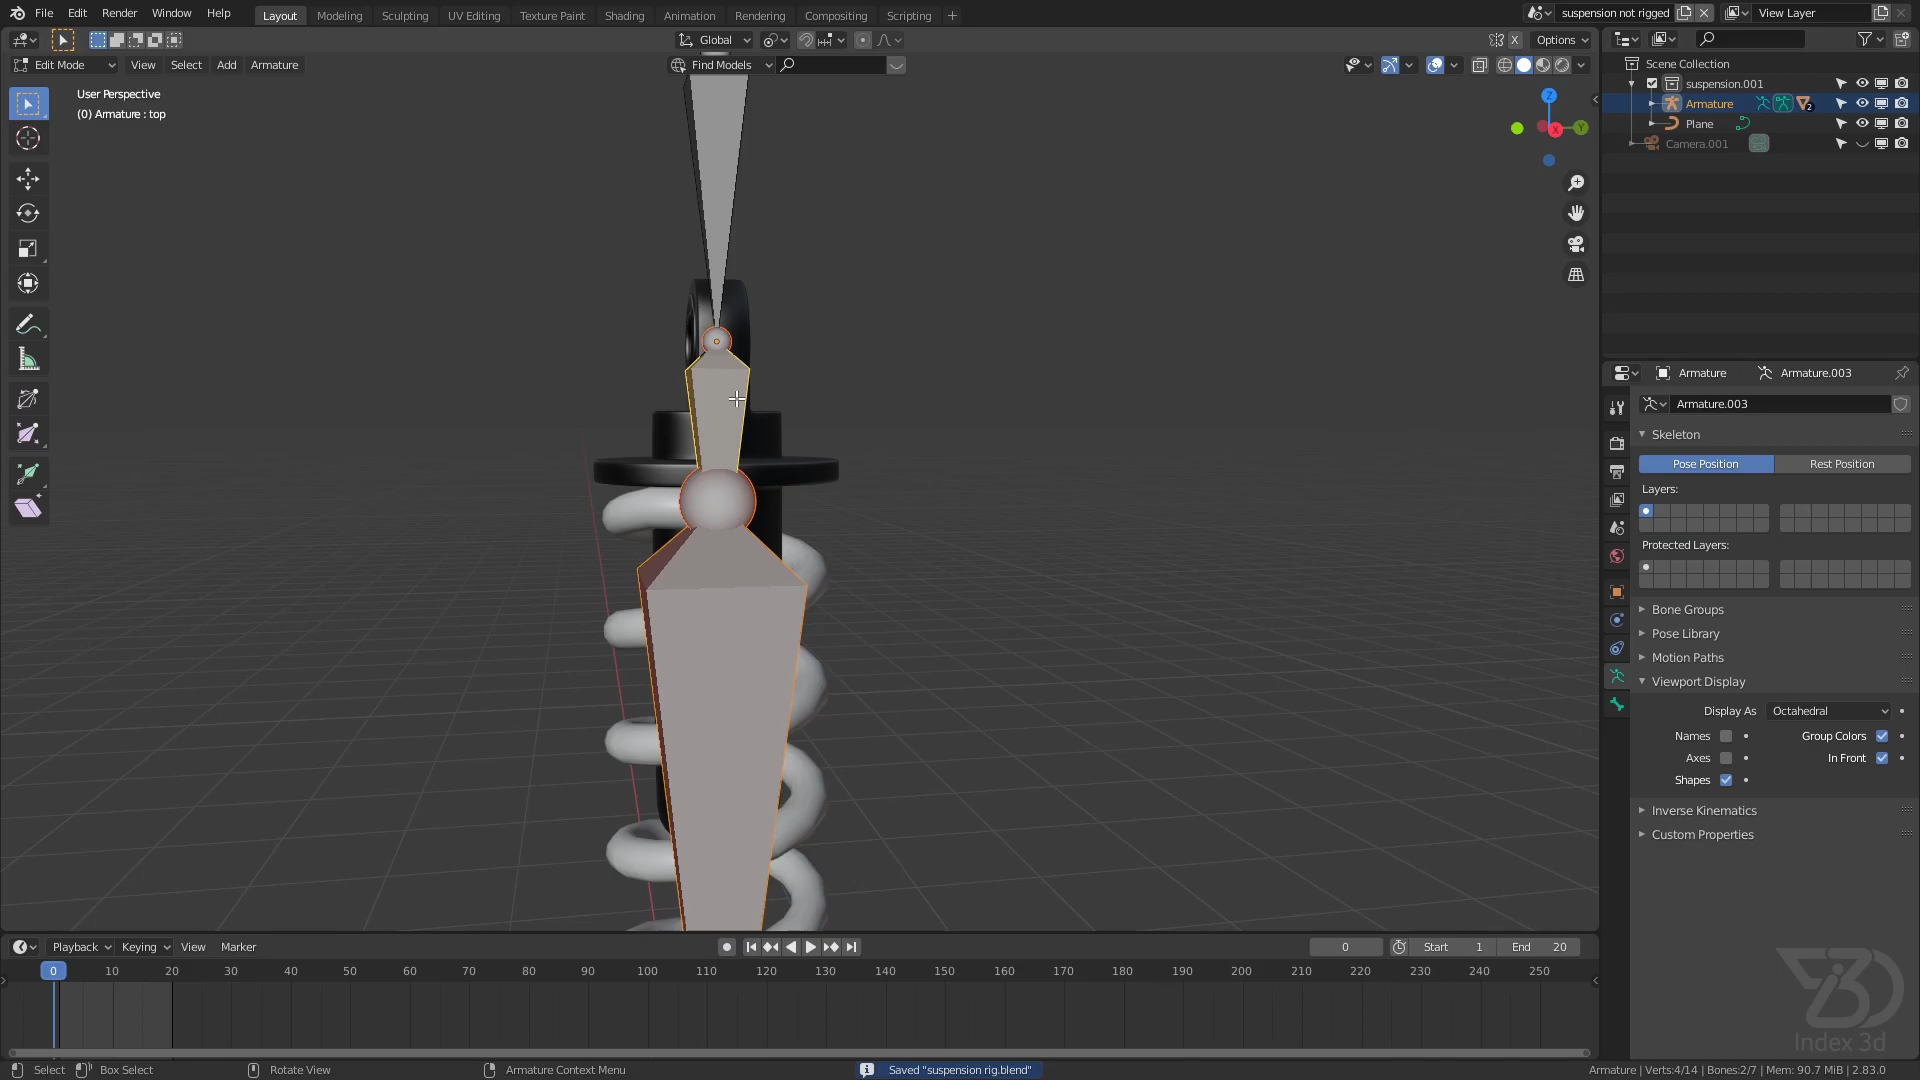 File Edit Render Window Help Layout Modeling Sculpting UV Editing Texture Paint Shading Animation Rendering Compositing Scripting + suspension not rigged View Layer
Global Options
Edit Mode View Select Add Armature Find Models
User Perspective
(0) Armature : top
Z
X
Y
Scene Collection
suspension.001
Armature 2
Plane
Camera.001
Armature Armature.003
Armature.003
Skeleton
Pose Position Rest Position
Layers:
Protected Layers:
Bone Groups
Pose Library
Motion Paths
Viewport Display
Display As Octahedral
Names Group Colors
Axes In Front
Shapes
Inverse Kinematics
Custom Properties
Playback Keying View Marker 0 Start 1 End 20
0 10 20 30 40 50 60 70 80 90 100 110 120 130 140 150 160 170 180 190 200 210 220 230 240 250
Index 3d
Select Box Select Rotate View Armature Context Menu Saved "suspension rig.blend" Armature | Verts:4/14 | Bones:2/7 | Mem: 90.7 MiB | 2.83.0